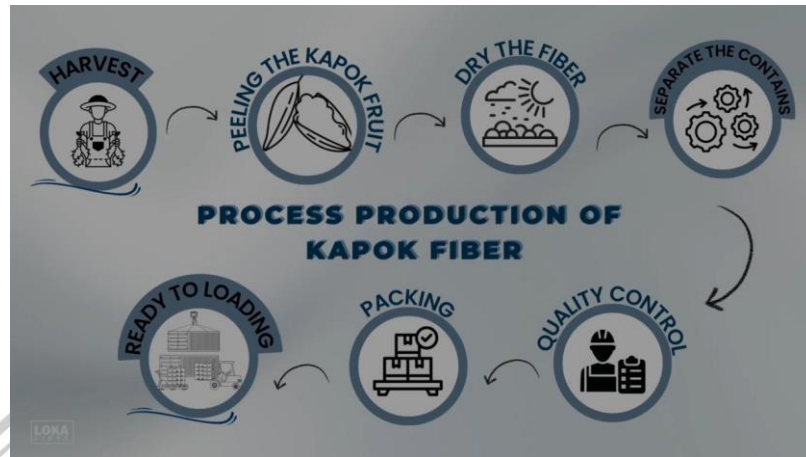 HARVEST
PEELING THE KAPOK FRUIT
DRY THE FIBER
SEPARATE THE CONTAINS
PROCESS PRODUCTION OF
KAPOK FIBER
READY TO LOADING
PACKING
QUALITY CONTROL
LOKA